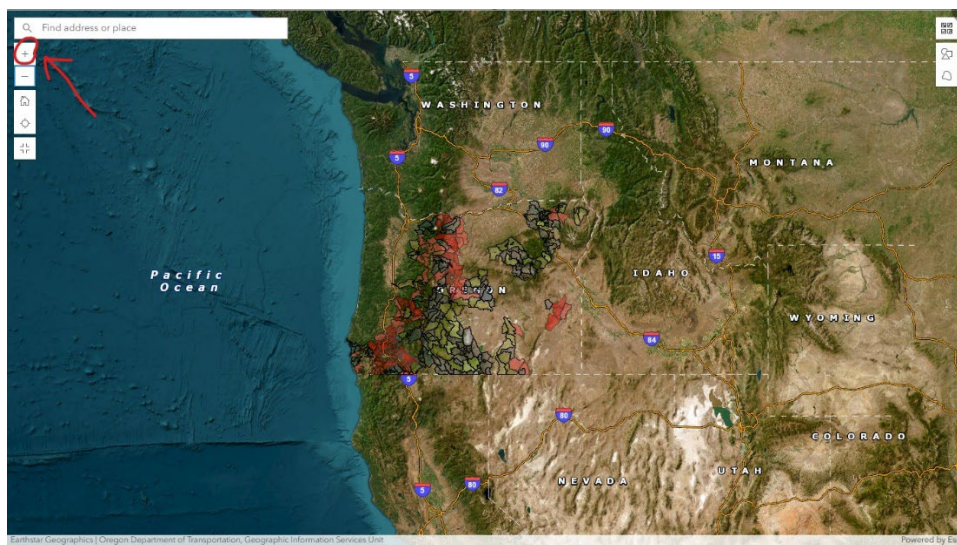 Find address or place
+
−
5
WASHINGTON
90
90
5
MONTANA
82
15
Pacific
Ocean
IDAHO
OREGON
WYOMING
84
5
80
COLORADO
UTAH
5
80
NEVADA
Earthstar Geographics | Oregon Department of Transportation, Geographic Information Services Unit
Powered by Es